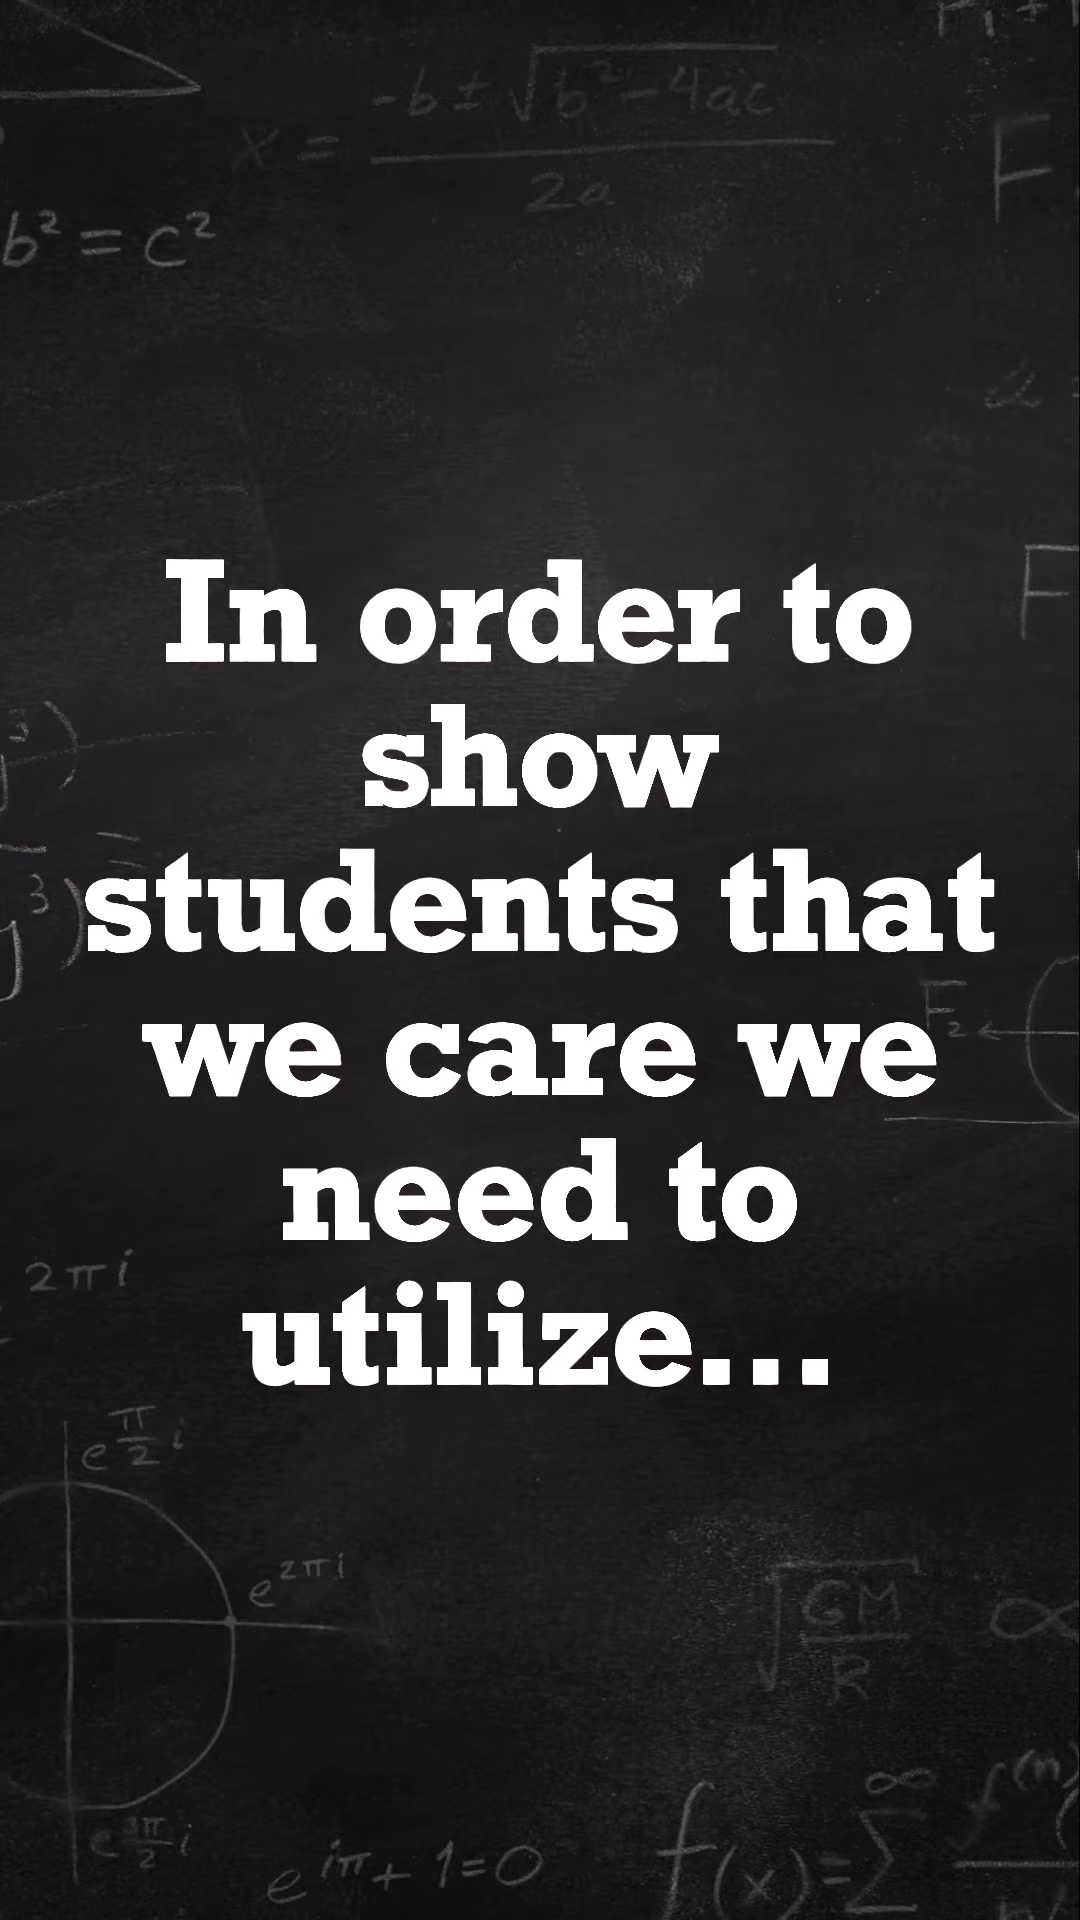 x = -b ± √b² - 4ac
2a
b² = c²
F
In order to
show
students that
we care we
need to
utilize...
F₂
2πi
e^π/2 i
e^2πi
√GM/R
∞
e^iπ + 1 = 0
f(x) = ∞ Σ f^(n)